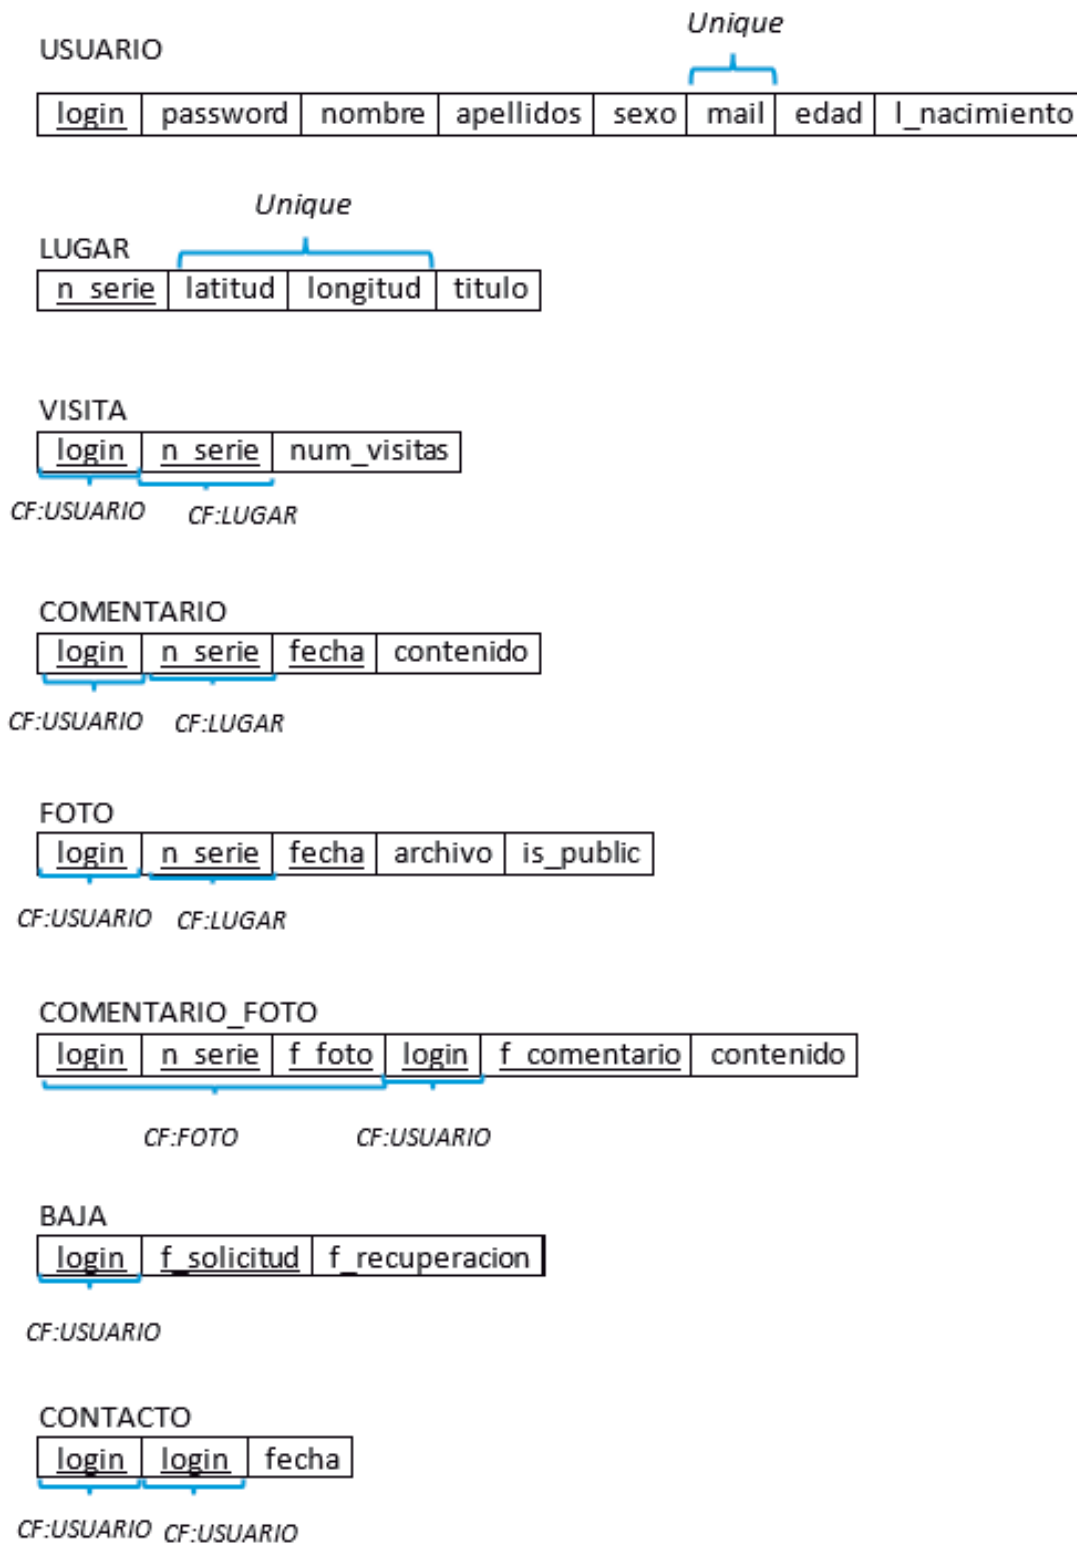 Unique
USUARIO
login password nombre apellidos sexo mail edad l_nacimiento
Unique
LUGAR
n_serie latitud longitud titulo
VISITA
login n_serie num_visitas
CF:USUARIO CF:LUGAR
COMENTARIO
login n_serie fecha contenido
CF:USUARIO CF:LUGAR
FOTO
login n_serie fecha archivo is_public
CF:USUARIO CF:LUGAR
COMENTARIO_FOTO
login n_serie f_foto login f_comentario contenido
CF:FOTO CF:USUARIO
BAJA
login f_solicitud f_recuperacion
CF:USUARIO
CONTACTO
login login fecha
CF:USUARIO CF:USUARIO